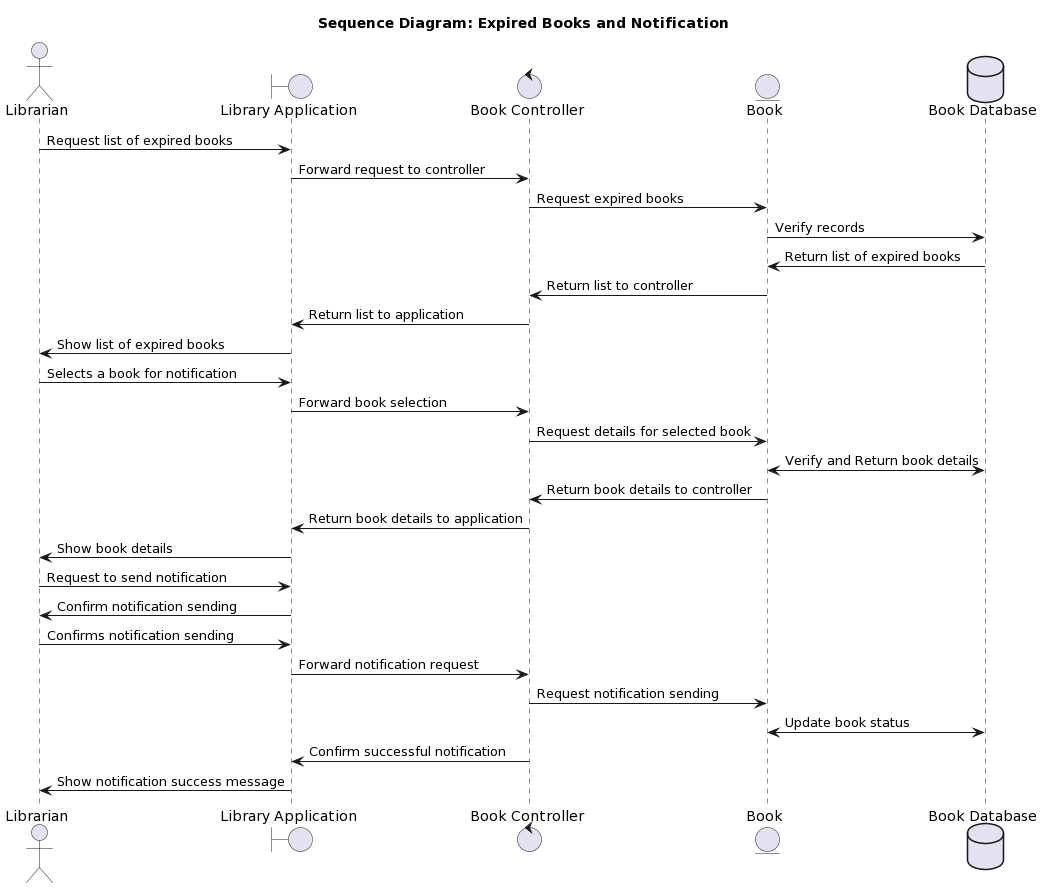 Sequence Diagram: Expired Books and Notification
Librarian
Library Application
Book Controller
Book
Book Database
Request list of expired books
Forward request to controller
Request expired books
Verify records
Return list of expired books
Return list to controller
Return list to application
Show list of expired books
Selects a book for notification
Forward book selection
Request details for selected book
Verify and Return book details
Return book details to controller
Return book details to application
Show book details
Request to send notification
Confirm notification sending
Confirms notification sending
Forward notification request
Request notification sending
Update book status
Confirm successful notification
Show notification success message
Librarian
Library Application
Book Controller
Book
Book Database